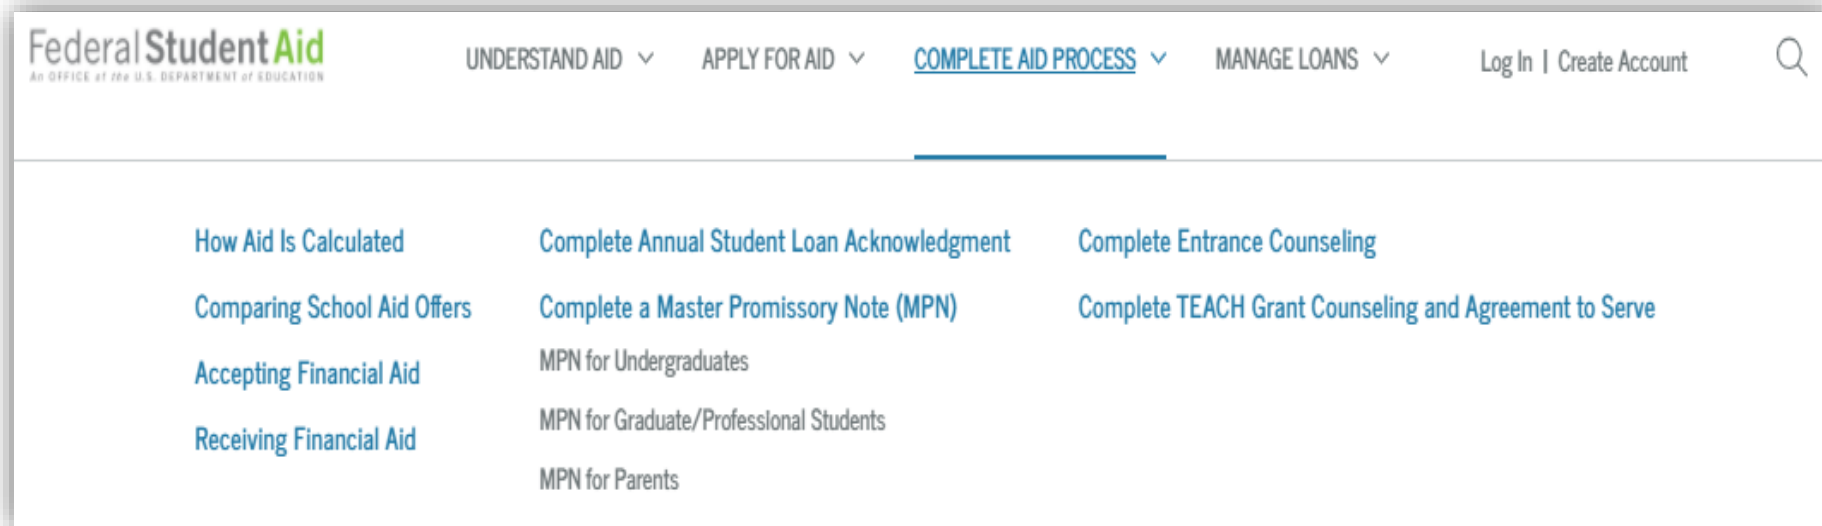 Federal Student Aid
An OFFICE of the U.S. DEPARTMENT of EDUCATION
UNDERSTAND AID
APPLY FOR AID
COMPLETE AID PROCESS
MANAGE LOANS
Log In | Create Account
How Aid Is Calculated
Comparing School Aid Offers
Accepting Financial Aid
Receiving Financial Aid
Complete Annual Student Loan Acknowledgment
Complete a Master Promissory Note (MPN)
MPN for Undergraduates
MPN for Graduate/Professional Students
MPN for Parents
Complete Entrance Counseling
Complete TEACH Grant Counseling and Agreement to Serve